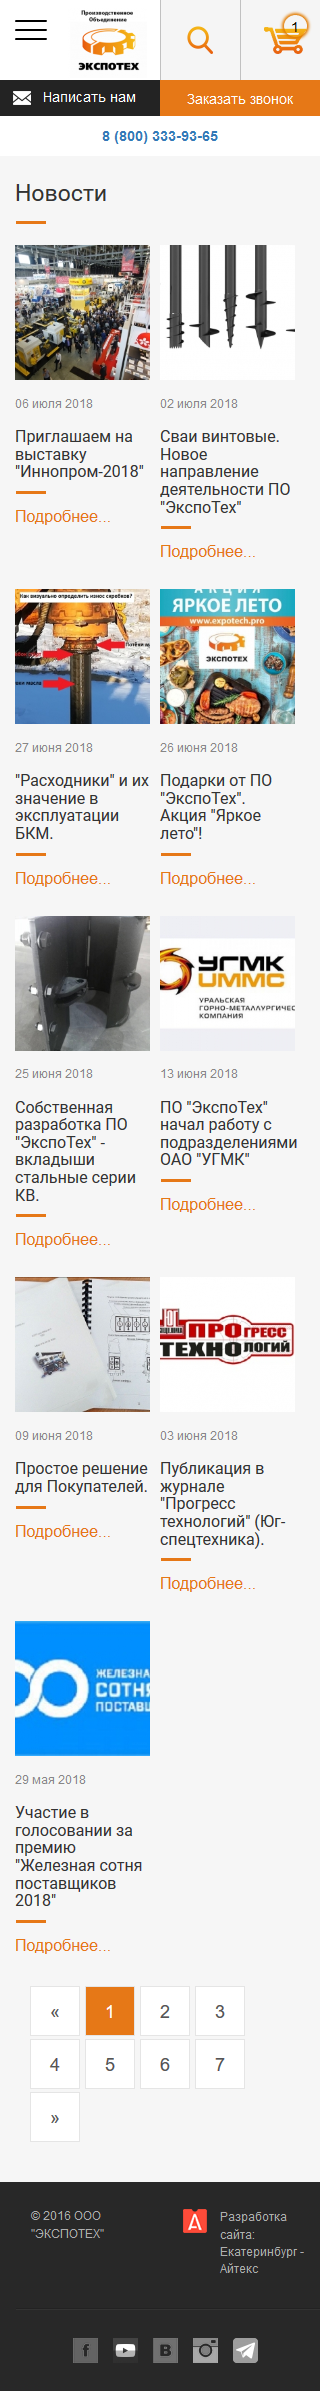 Производственное
Объединение
ЭКСПОТЕХ
1
Написать нам
Заказать звонок
8 (800) 333-93-65
Новости
06 июля 2018
Приглашаем на
выставку
"Иннопром-2018"
Подробнее...
02 июля 2018
Сваи винтовые.
Новое
направление
деятельности ПО
"ЭкспоТех"
Подробнее...
Как визуально определить износ скребков?
27 июня 2018
"Расходники" и их
значение в
эксплуатации
БКМ.
Подробнее...
АКЦИЯ
ЯРКОЕ ЛЕТО
www.expotech.pro
ЭКСПОТЕХ
26 июня 2018
Подарки от ПО
"ЭкспоТех".
Акция "Яркое
лето"!
Подробнее...
25 июня 2018
Собственная
разработка ПО
"ЭкспоТех" -
вкладыши
стальные серии
КВ.
Подробнее...
УГМК
UMMC
УРАЛЬСКАЯ
ГОРНО-МЕТАЛЛУРГИЧЕС
КОМПАНИЯ
13 июня 2018
ПО "ЭкспоТех"
начал работу с
подразделениями
ОАО "УГМК"
Подробнее...
09 июня 2018
Простое решение
для Покупателей.
Подробнее...
ПРОГРЕСС
ТЕХНОЛОГИЙ
03 июня 2018
Публикация в
журнале
"Прогресс
технологий" (Юг-
спецтехника).
Подробнее...
ЖЕЛЕЗНА
СОТНЯ
ПОСТАВЩ
29 мая 2018
Участие в
голосовании за
премию
"Железная сотня
поставщиков
2018"
Подробнее...
« 1 2 3
4 5 6 7
»
© 2016 ООО
"ЭКСПОТЕХ"
Разработка
сайта:
Екатеринбург -
Айтекс